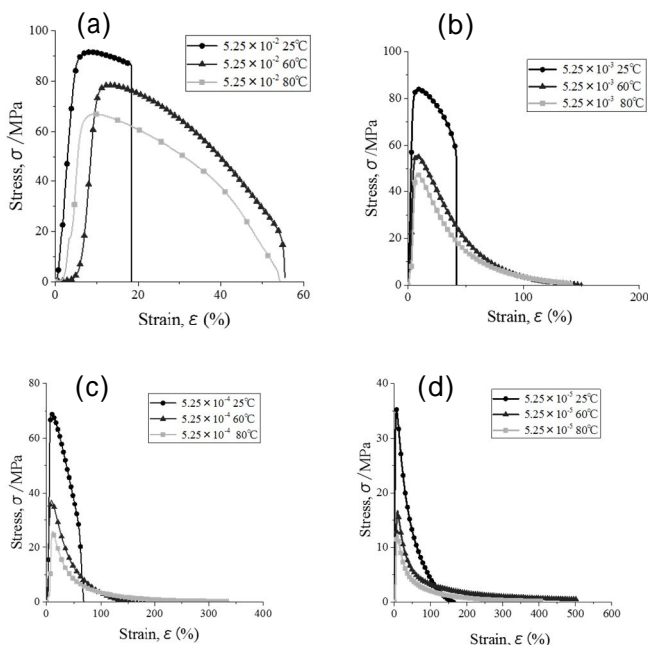 (a)
100
80
60
40
20
0
Stress, σ /MPa
5.25×10⁻² 25℃
5.25×10⁻² 60℃
5.25×10⁻² 80℃
0 20 40 60
Strain, ε (%)
(b)
100
80
60
40
20
0
Stress, σ/MPa
5.25×10⁻³ 25℃
5.25×10⁻³ 60℃
5.25×10⁻³ 80℃
0 100 200
Strain, ε (%)
(c)
80
60
40
20
0
Stress, σ/MPa
5.25×10⁻⁴ 25℃
5.25×10⁻⁴ 60℃
5.25×10⁻⁴ 80℃
0 100 200 300 400
Strain, ε (%)
(d)
40
30
20
10
0
Stress, σ/MPa
5.25×10⁻⁵ 25℃
5.25×10⁻⁵ 60℃
5.25×10⁻⁵ 80℃
0 100 200 300 400 500 600
Strain, ε (%)